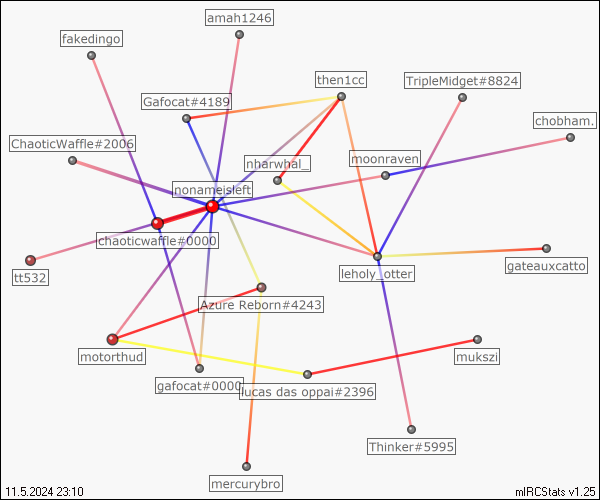 amah1246
fakedingo
then1cc
TripleMidget#8824
Gafocat#4189
chobham.
ChaoticWaffle#2006
nharwhal_
moonraven
nonameisleft
chaoticwaffle#0000
tt532
leholy_otter
gateauxcatto
Azure Reborn#4243
motorthud
mukszi
gafocat#0000
lucas das oppai#2396
Thinker#5995
mercurybro
11.5.2024 23:10
mIRCStats v1.25